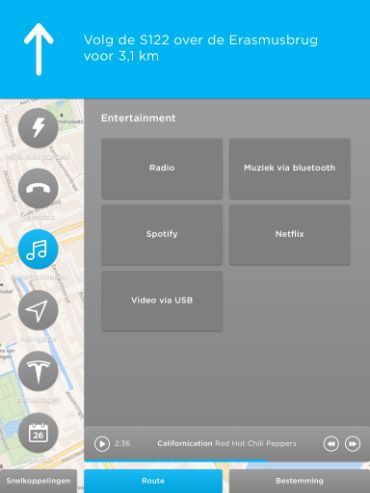 Volg de S122 over de Erasmusbrug
voor 3,1 km
Entertainment
Radio
Muziek via bluetooth
Spotify
Netflix
Video via USB
26
2:36
Californication Red Hot Chili Peppers
Snelkoppelingen
Route
Bestemming